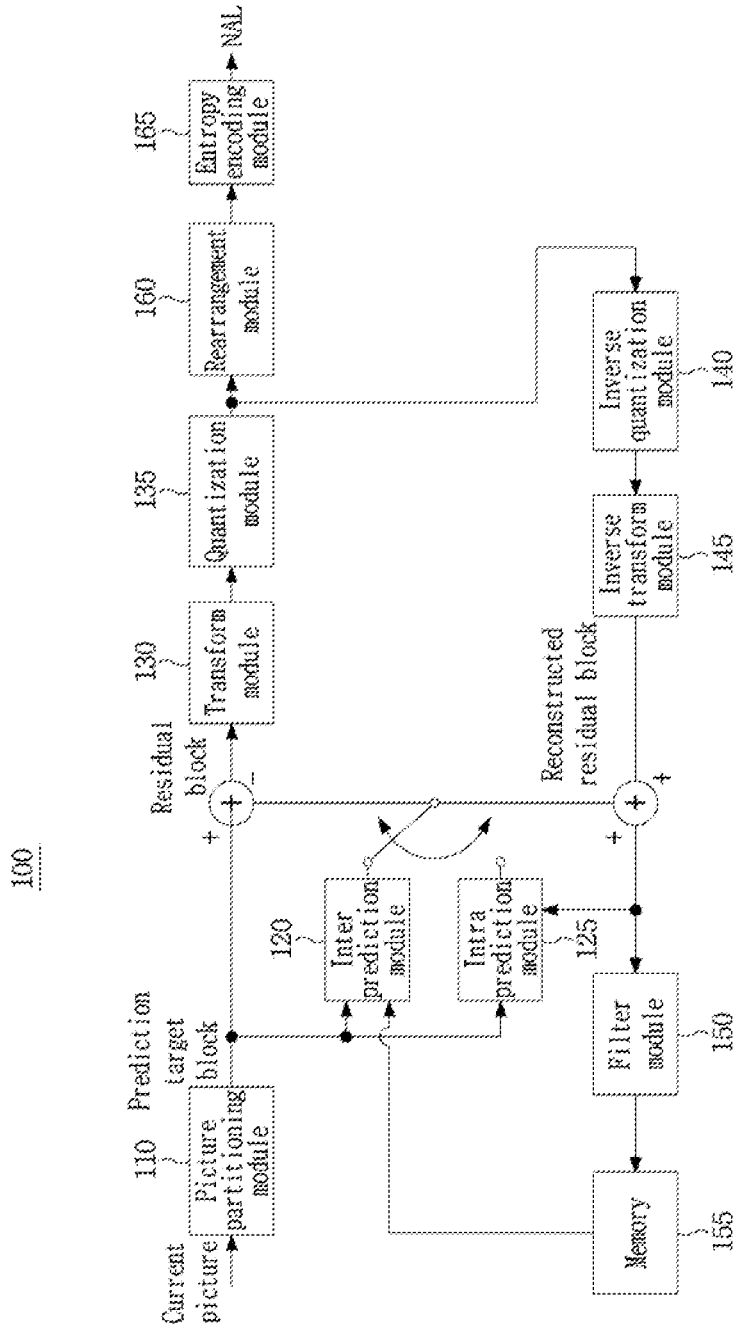 100
Current
picture
110
Picture
partitioning
module
Prediction
target
block
120
Inter
prediction
module
Intra
prediction
module
125
+
+
-
Residual
block
130
Transform
module
135
Quantization
module
160
Rearrangement
module
165
Entropy
encoding
module
NAL
Memory
155
Filter
module
150
+
+
+
Reconstructed
residual block
Inverse
transform
module
145
Inverse
quantization
module
140